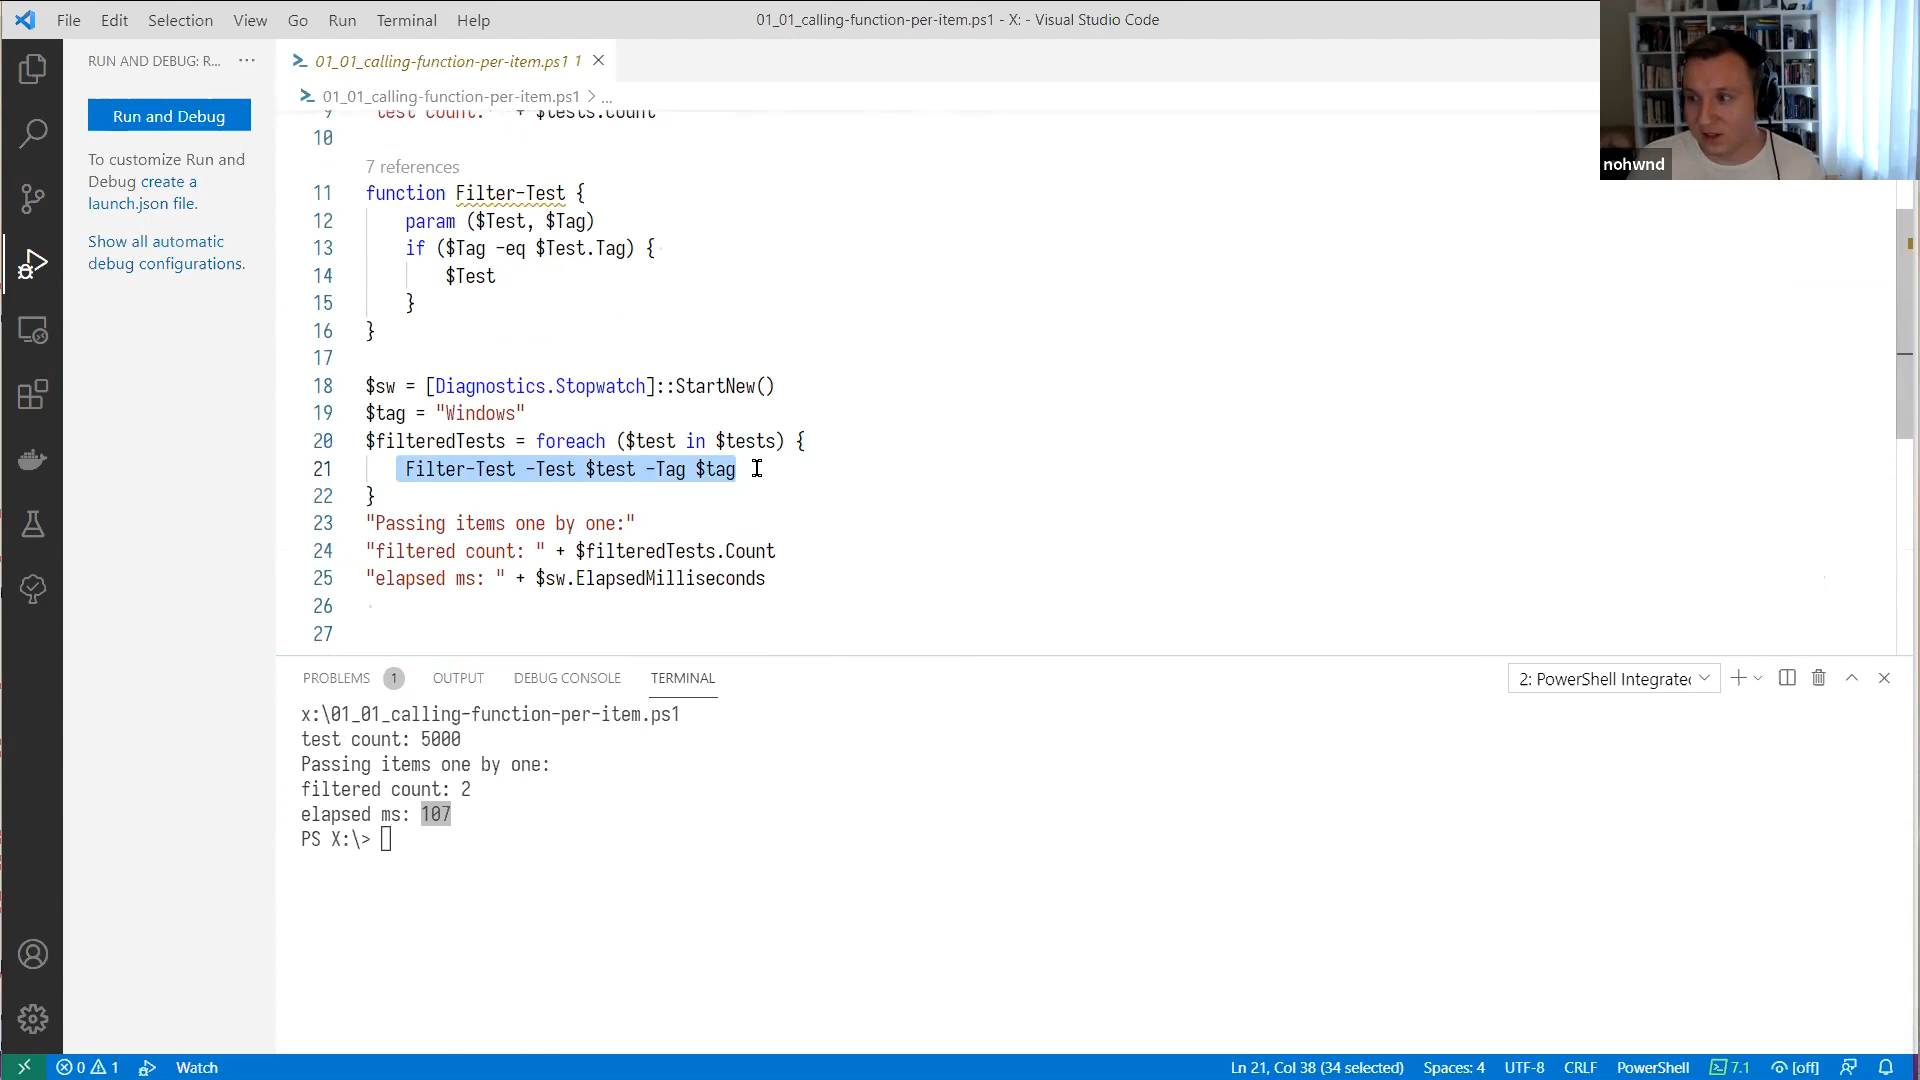 File Edit Selection View Go Run Terminal Help
01_01_calling-function-per-item.ps1 - X: - Visual Studio Code
RUN AND DEBUG: R... ...
01_01_calling-function-per-item.ps1 1
01_01_calling-function-per-item.ps1 > ...
Run and Debug
To customize Run and
Debug create a
launch.json file.
Show all automatic
debug configurations.
nohwnd
9 "test count: " + $tests.Count
10
7 references
11 function Filter-Test {
12 param ($Test, $Tag)
13 if ($Tag -eq $Test.Tag) {
14 $Test
15 }
16 }
17
18 $sw = [Diagnostics.Stopwatch]::StartNew()
19 $tag = "Windows"
20 $filteredTests = foreach ($test in $tests) {
21 Filter-Test -Test $test -Tag $tag
22 }
23 "Passing items one by one:"
24 "filtered count: " + $filteredTests.Count
25 "elapsed ms: " + $sw.ElapsedMilliseconds
26
27
PROBLEMS 1 OUTPUT DEBUG CONSOLE TERMINAL
2: PowerShell Integrated
x:\01_01_calling-function-per-item.ps1
test count: 5000
Passing items one by one:
filtered count: 2
elapsed ms: 107
PS X:\>
0 1 Watch
Ln 21, Col 38 (34 selected) Spaces: 4 UTF-8 CRLF PowerShell 7.1 [off]